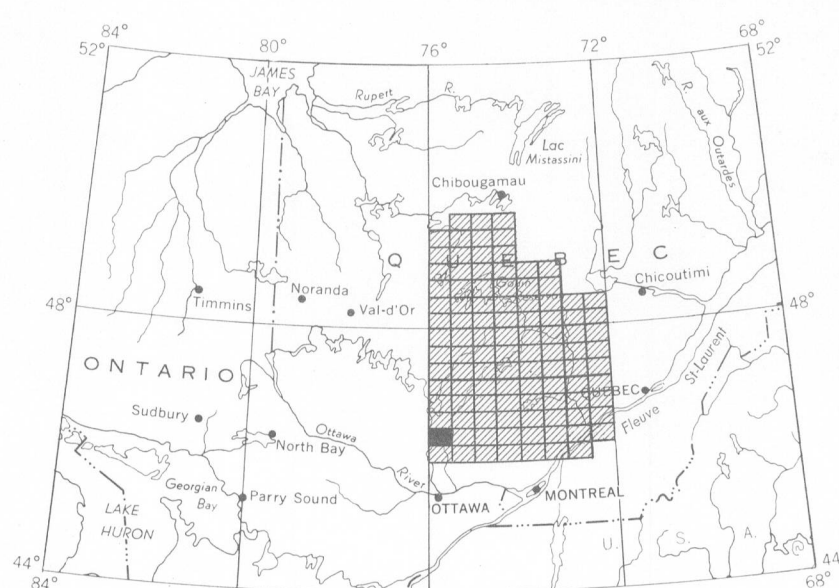 84°
80°
76°
72°
68°
52°
52°
JAMES
BAY
Rupert R.
R. aux Outardes
Lac
Mistassini
Chibougamau
Q U E B E C
Chicoutimi
Timmins
Noranda
Val-d'Or
48°
48°
ONTARIO
QUEBEC
Fleuve St-Laurent
Sudbury
North Bay
Ottawa River
Georgian
Bay
Parry Sound
OTTAWA
MONTREAL
LAKE
HURON
U. S. A.
44°
44
84°
68°